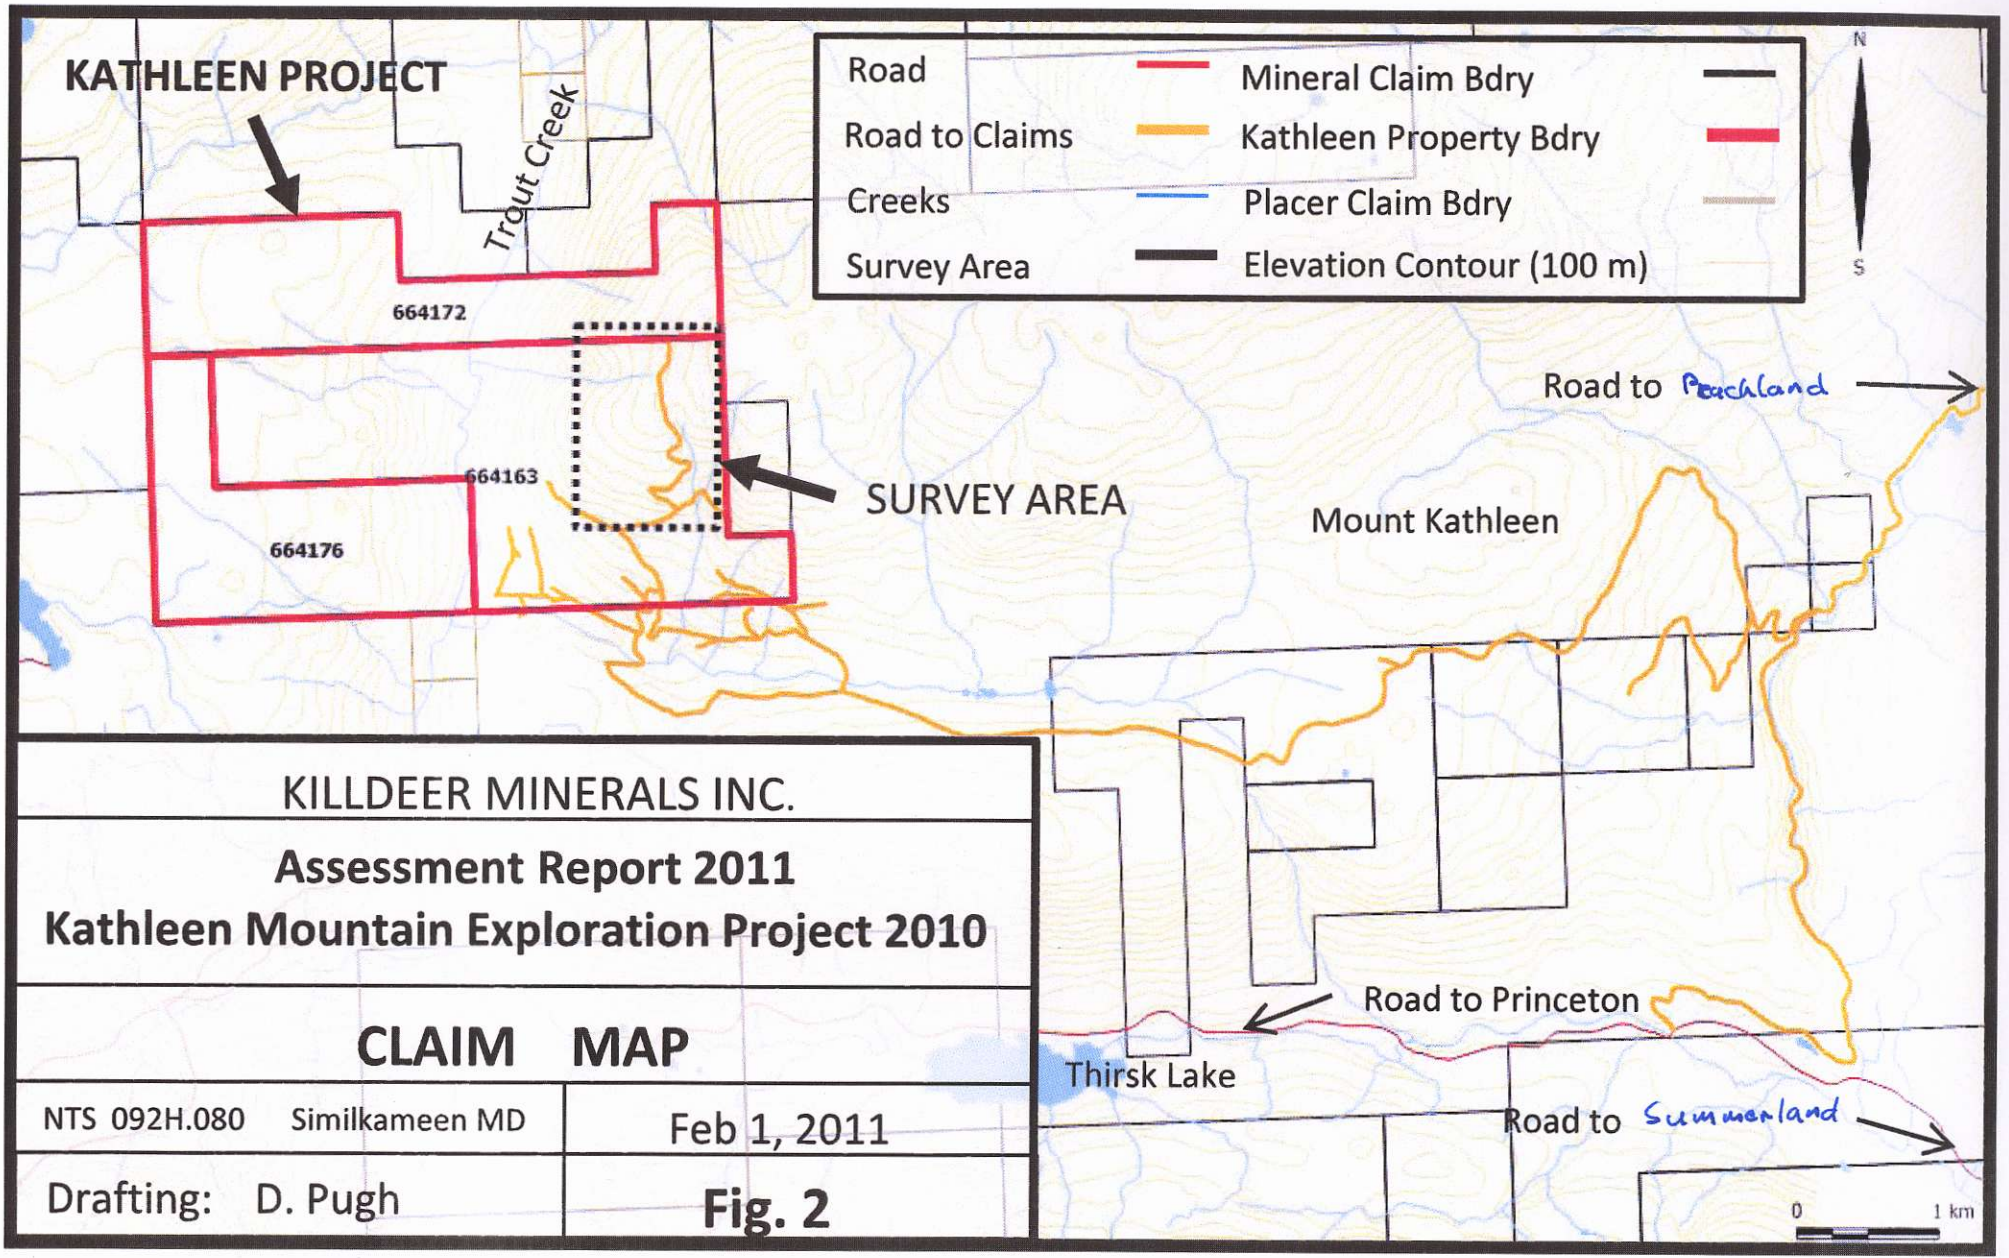 KATHLEEN PROJECT
Trout Creek
Road
Mineral Claim Bdry
Road to Claims
Kathleen Property Bdry
Creeks
Placer Claim Bdry
Survey Area
Elevation Contour (100 m)
N
S
664172
664163
664176
SURVEY AREA
Road to Peachland
Mount Kathleen
Road to Princeton
Thirsk Lake
Road to Summerland
0 1 km
KILLDEER MINERALS INC.
Assessment Report 2011
Kathleen Mountain Exploration Project 2010
CLAIM MAP
NTS 092H.080 Similkameen MD
Feb 1, 2011
Drafting: D. Pugh
Fig. 2